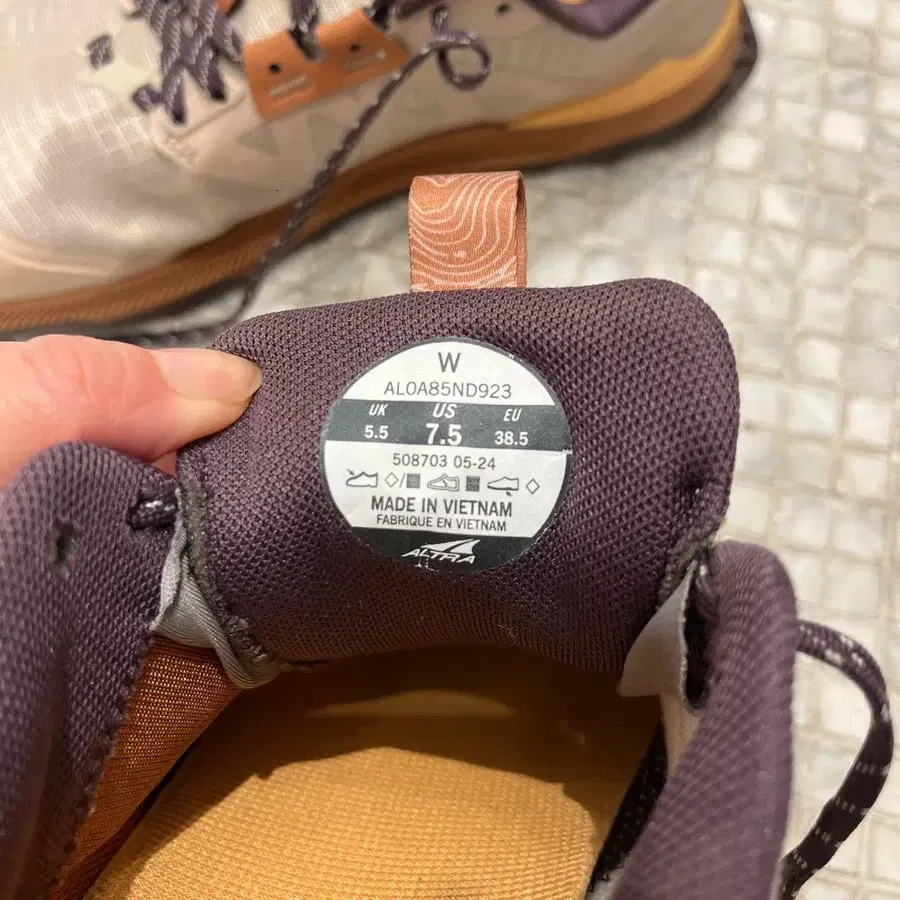 W
AL0A85ND923
UK US EU
5.5 7.5 38.5
508703 05-24
MADE IN VIETNAM
FABRIQUE EN VIETNAM
ALTRA